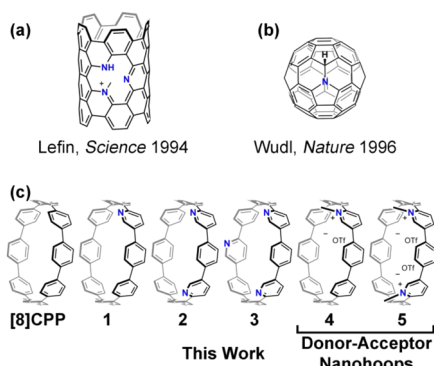 (a)
(b)
NH
N
+
N
H
N
Lefin, Science 1994
Wudl, Nature 1996
(c)
N
N
N
N
N
N
N
+
−
OTf
N
+
−
OTf
−
OTf
+
N
[8]CPP 1 2 3 4 5
This Work
Donor-Acceptor
Nanohoops